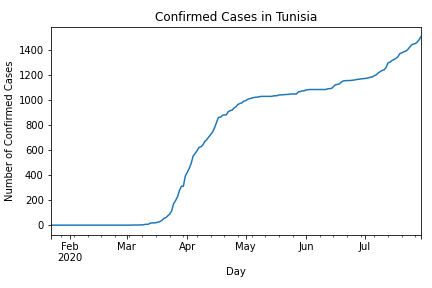 Confirmed Cases in Tunisia
Number of Confirmed Cases
1400
1200
1000
800
600
400
200
0
Feb Mar Apr May Jun Jul
2020
Day